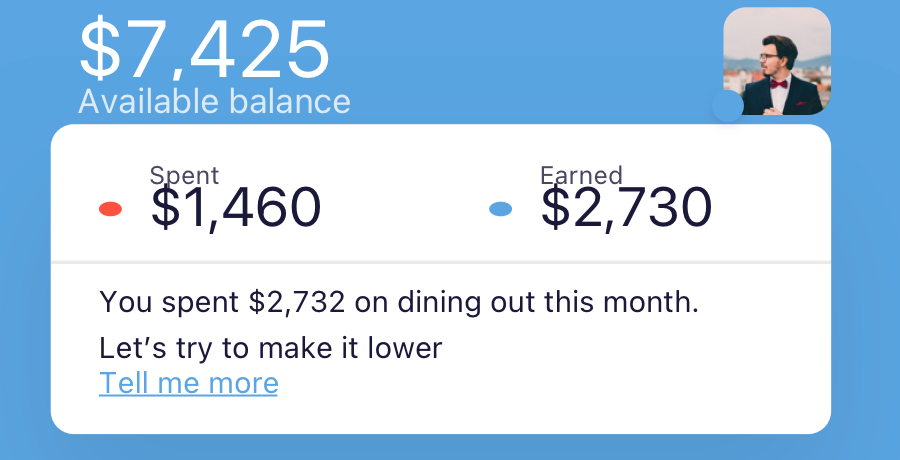 $7,425
Available balance
Spent
$1,460
Earned
$2,730
You spent $2,732 on dining out this month.
Let’s try to make it lower
Tell me more